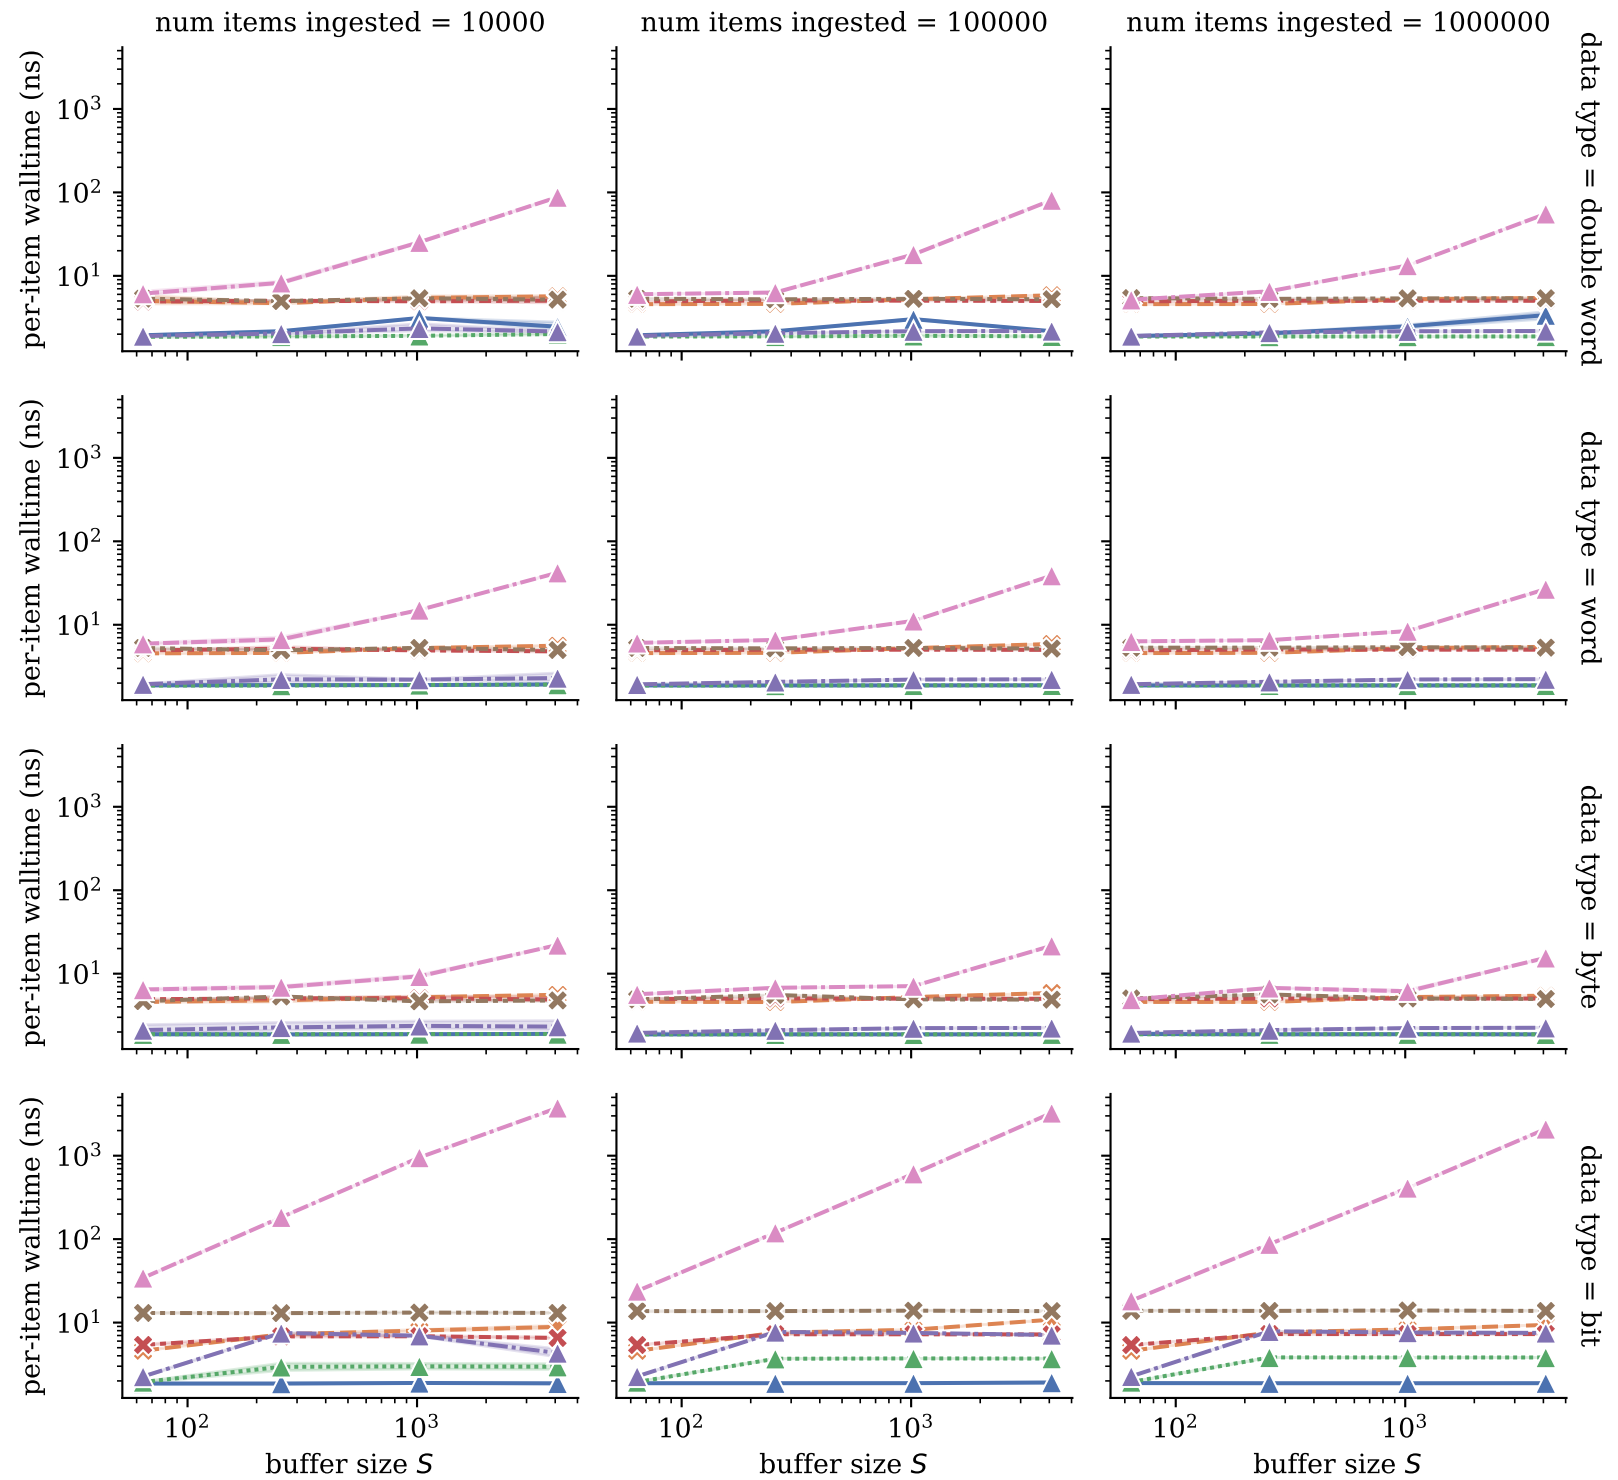 num items ingested = 10000
num items ingested = 100000
num items ingested = 1000000
per-item walltime (ns)
10³
10²
10¹
data type = double word
per-item walltime (ns)
10³
10²
10¹
data type = word
per-item walltime (ns)
10³
10²
10¹
data type = byte
per-item walltime (ns)
10³
10²
10¹
data type = bit
10² 10³
10² 10³
10² 10³
buffer size S
buffer size S
buffer size S